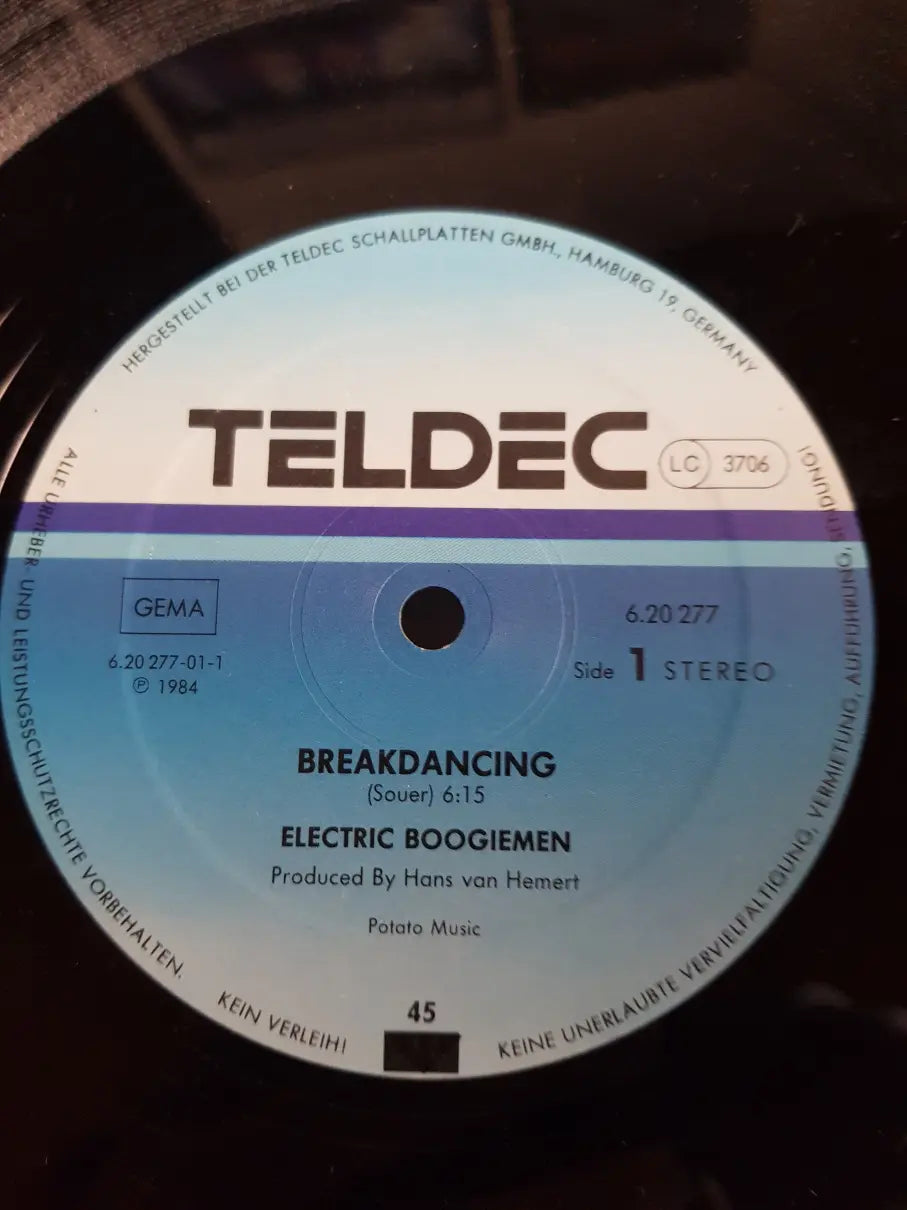 HERGESTELLT BEI DER TELDEC SCHALLPLATTEN GMBH., HAMBURG 19, GERMANY
TELDEC
LC 3706
GEMA
6.20 277-01-1
℗ 1984
6.20 277
Side 1 STEREO
BREAKDANCING
(Souer) 6:15
ELECTRIC BOOGIEMEN
Produced By Hans van Hemert
Potato Music
45
ALLE URHEBER- UND LEISTUNGSSCHUTZRECHTE VORBEHALTEN.
KEIN VERLEIH!
KEINE UNERLAUBTE VERVIELFÄLTIGUNG, VERMIETUNG, AUFFÜHRUNG, SENDUNG!